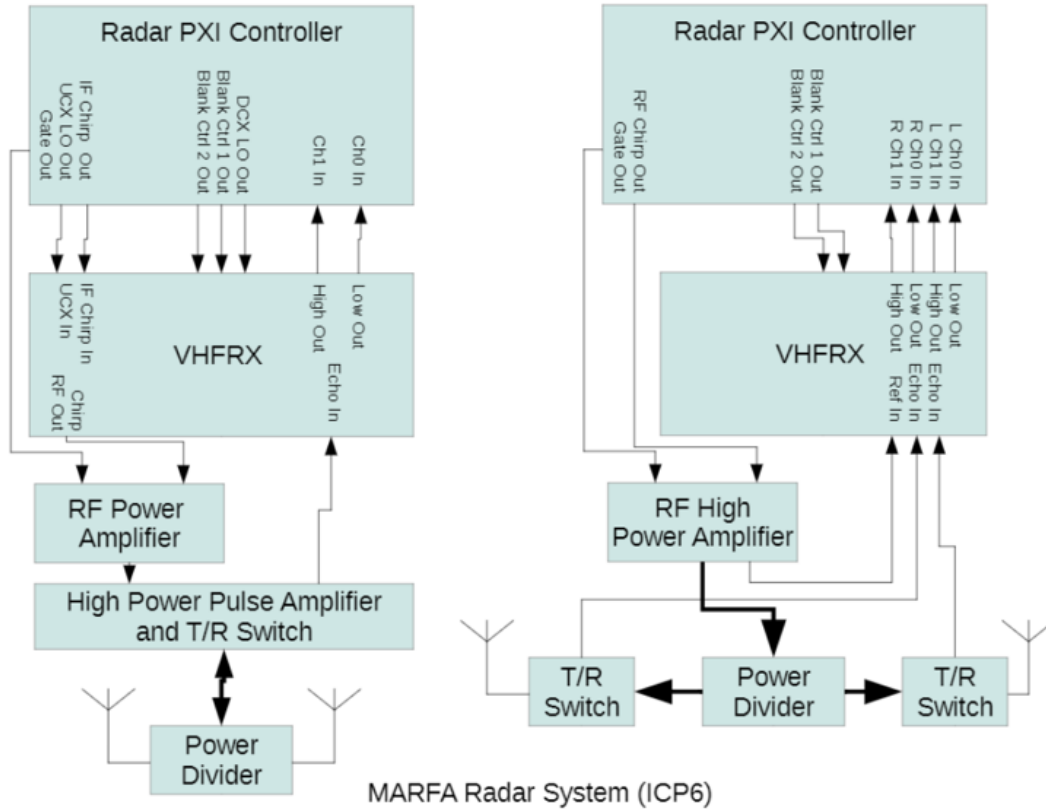 Radar PXI Controller
IF Chirp Out
UCX LO Out
Gate Out
DCX LO Out
Blank Ctrl 1 Out
Blank Ctrl 2 Out
Ch1 In
Ch0 In
IF Chirp In
UCX In
High Out
Low Out
VHFRX
Chirp
RF Out
Echo In
RF Power
Amplifier
High Power Pulse Amplifier
and T/R Switch
Power
Divider
Radar PXI Controller
RF Chirp Out
Gate Out
Blank Ctrl 1 Out
Blank Ctrl 2 Out
L Ch0 In
L Ch1 In
R Ch0 In
R Ch1 In
Low Out
High Out
Low Out
High Out
VHFRX
Echo In
Echo In
Ref In
RF High
Power Amplifier
T/R
Switch
Power
Divider
T/R
Switch
MARFA Radar System (ICP6)